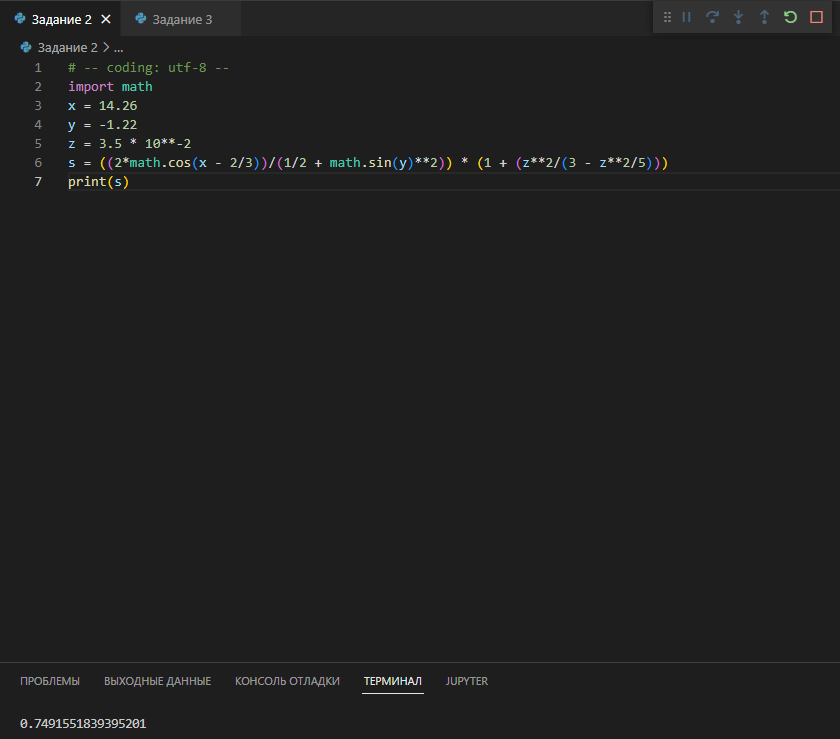 Задание 2
Задание 3
Задание 2 > ...
1 # -- coding: utf-8 --
2 import math
3 x = 14.26
4 y = -1.22
5 z = 3.5 * 10**-2
6 s = ((2*math.cos(x - 2/3))/(1/2 + math.sin(y)**2)) * (1 + (z**2/(3 - z**2/5)))
7 print(s)
ПРОБЛЕМЫ ВЫХОДНЫЕ ДАННЫЕ КОНСОЛЬ ОТЛАДКИ ТЕРМИНАЛ JUPYTER
0.7491551839395201